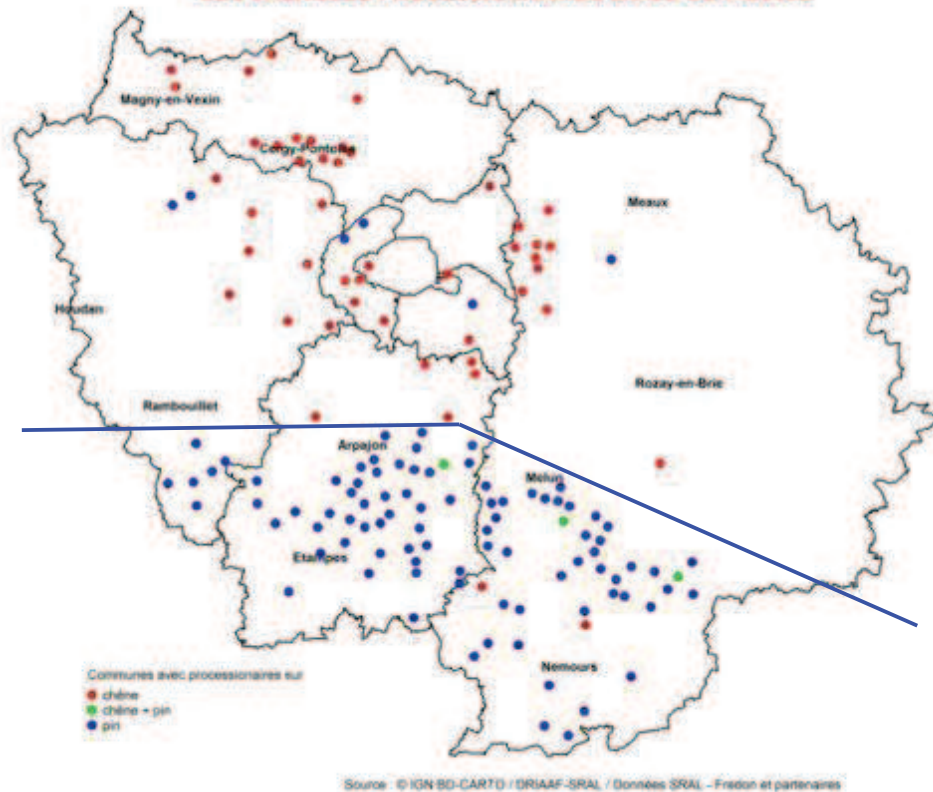 Magny-en-Vexin
Cergy-Pontoise
Meaux
Houdan
Rozay-en-Brie
Rambouillet
Arpajon
Melun
Etampes
Nemours
Communes avec processionaires sur
chêne
chêne + pin
pin
Source : © IGN BD-CARTO / DRIAAF-SRAL / Données SRAL - Fredon et partenaires